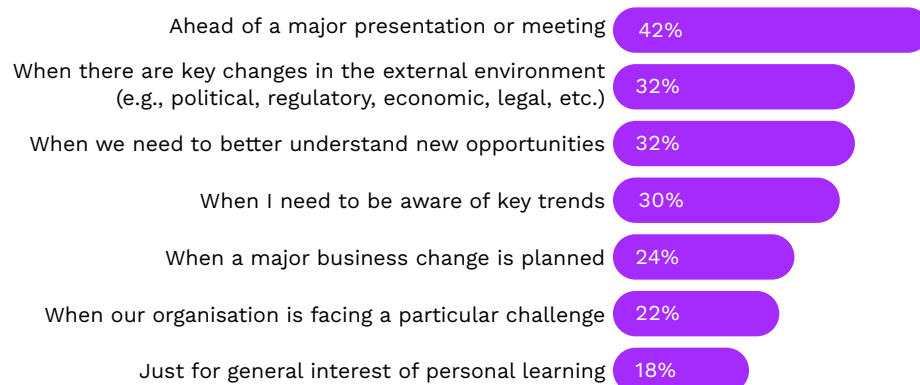 Ahead of a major presentation or meeting 42%
When there are key changes in the external environment
(e.g., political, regulatory, economic, legal, etc.) 32%
When we need to better understand new opportunities 32%
When I need to be aware of key trends 30%
When a major business change is planned 24%
When our organisation is facing a particular challenge 22%
Just for general interest of personal learning 18%